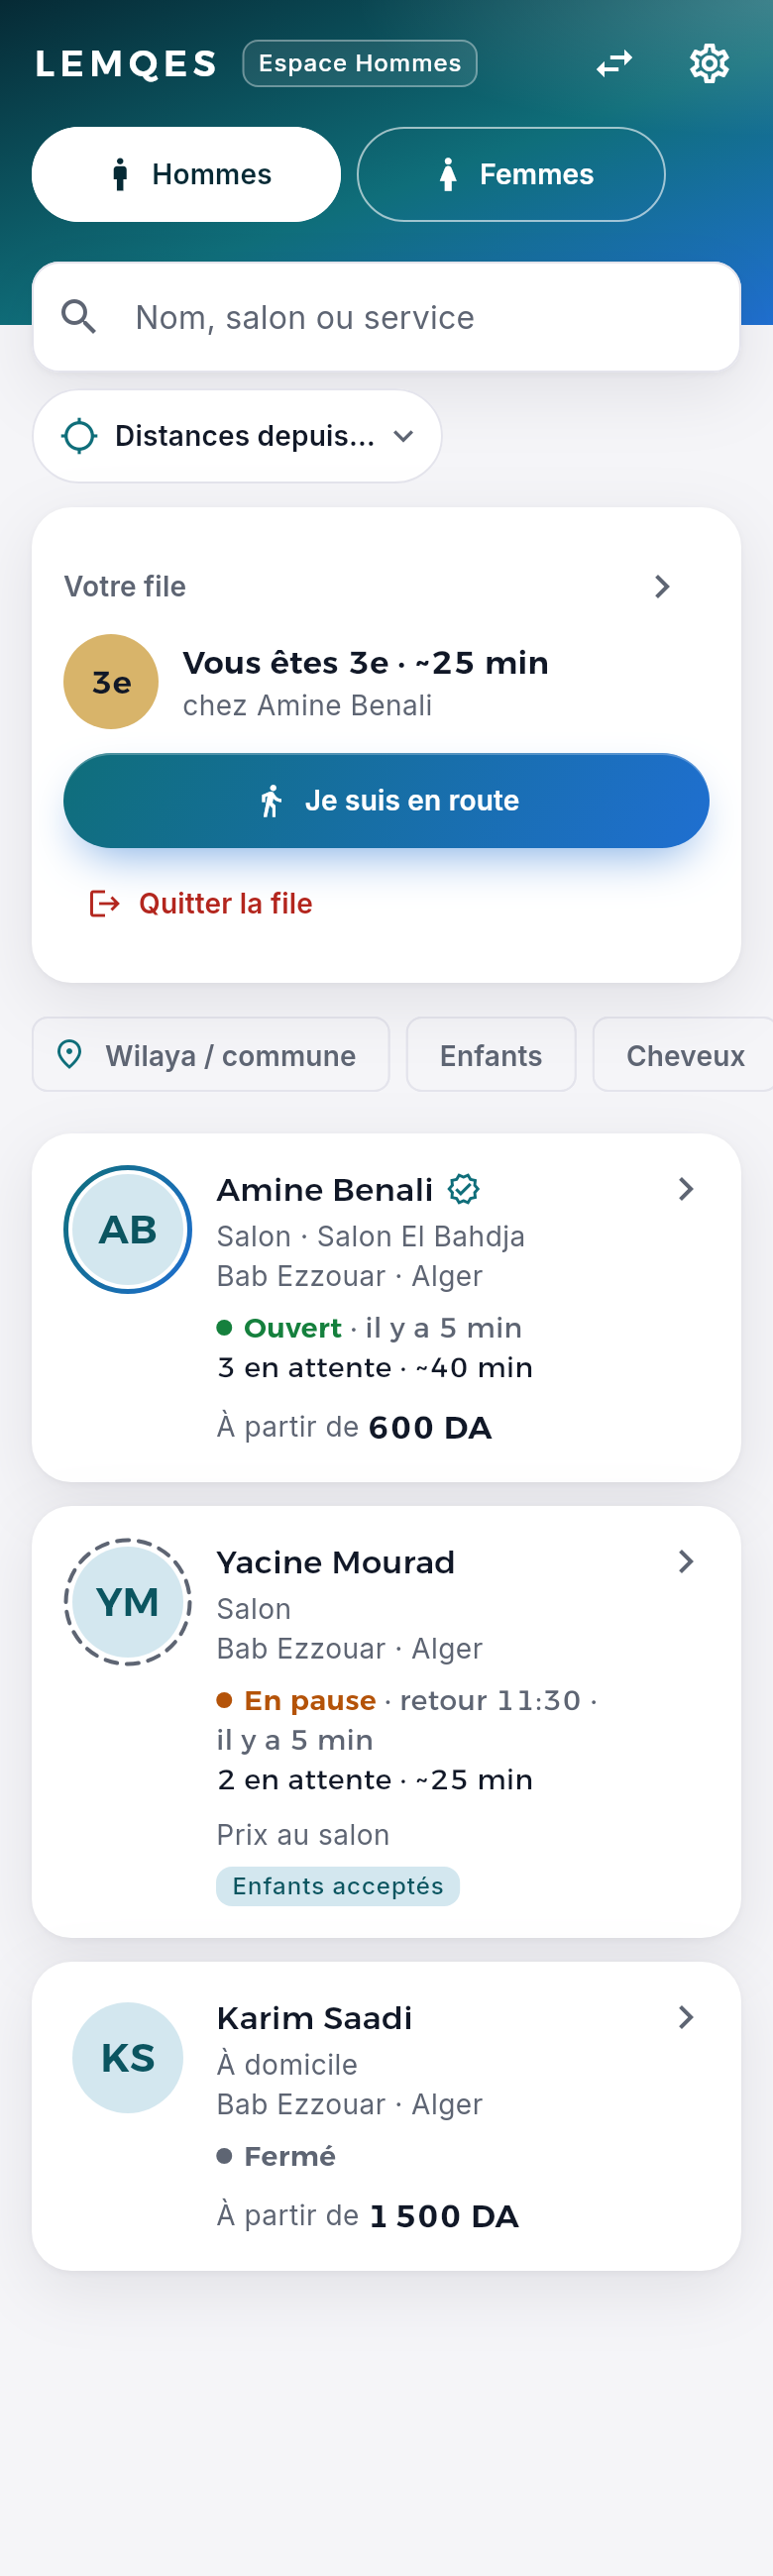 LEMQES
Espace Hommes
Hommes
Femmes
Nom, salon ou service
Distances depuis...
Votre file
3e
Vous êtes 3e · ~25 min
chez Amine Benali
Je suis en route
Quitter la file
Wilaya / commune
Enfants
Cheveux
AB
Amine Benali
Salon · Salon El Bahdja
Bab Ezzouar · Alger
Ouvert · il y a 5 min
3 en attente · ~40 min
À partir de 600 DA
YM
Yacine Mourad
Salon
Bab Ezzouar · Alger
En pause · retour 11:30 ·
il y a 5 min
2 en attente · ~25 min
Prix au salon
Enfants acceptés
KS
Karim Saadi
À domicile
Bab Ezzouar · Alger
Fermé
À partir de 1 500 DA